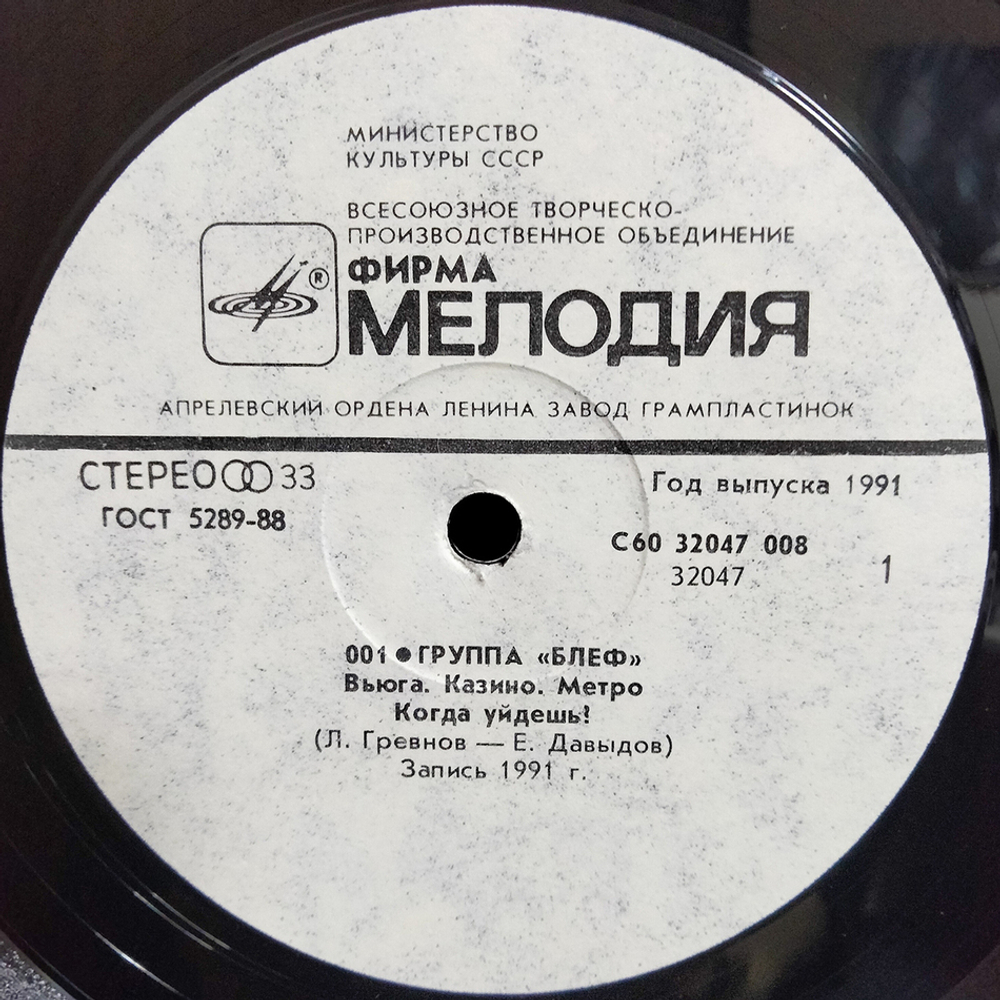 МИНИСТЕРСТВО
КУЛЬТУРЫ СССР
ВСЕСОЮЗНОЕ ТВОРЧЕСКО-
ПРОИЗВОДСТВЕННОЕ ОБЪЕДИНЕНИЕ
®
ФИРМА
МЕЛОДИЯ
АПРЕЛЕВСКИЙ ОРДЕНА ЛЕНИНА ЗАВОД ГРАМПЛАСТИНОК
СТЕРЕО 33
Год выпуска 1991
ГОСТ 5289-88
С60 32047 008
32047
1
001 ● ГРУППА «БЛЕФ»
Вьюга. Казино. Метро
Когда уйдешь!
(Л. Гревнов — Е. Давыдов)
Запись 1991 г.